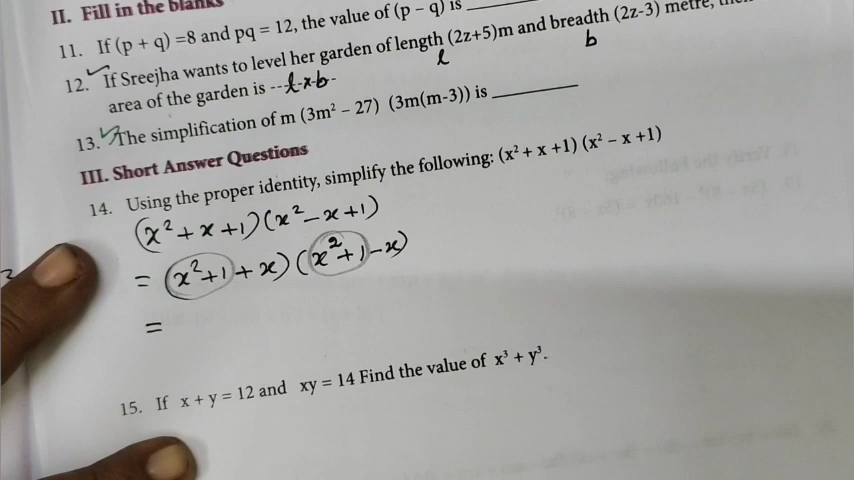 II. Fill in the blanks
11. If (p + q) =8 and pq = 12, the value of (p − q) is ______
12. If Sreejha wants to level her garden of length (2z+5)m and breadth (2z-3) metre,
l b
area of the garden is --l-x-b--
13. The simplification of m (3m² − 27) (3m(m-3)) is ______
III. Short Answer Questions
14. Using the proper identity, simplify the following: (x² + x +1) (x² − x +1)
(x²+x+1)(x²−x+1)
= (x²+1+x)(x²+1−x)
=
15. If x + y = 12 and xy = 14 Find the value of x³ + y³.